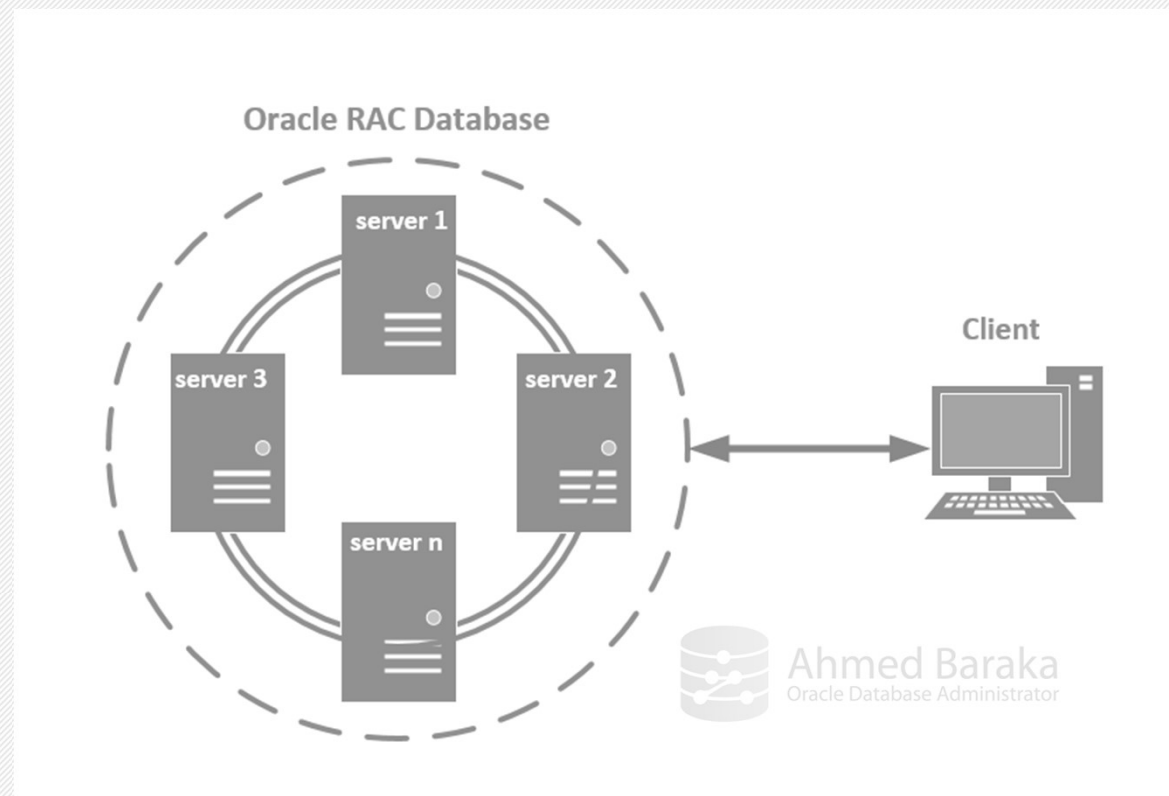 Oracle RAC Database
server 1
Client
server 3
server 2
server n
Ahmed Baraka
Oracle Database Administrator